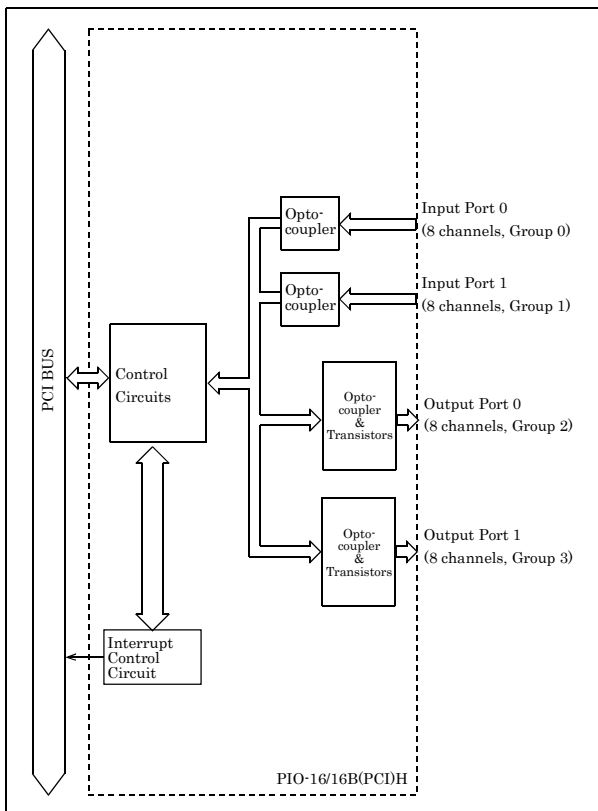 PCI BUS
Opto-
coupler
Input Port 0
(8 channels, Group 0)
Opto-
coupler
Input Port 1
(8 channels, Group 1)
Control
Circuits
Opto-
coupler
&
Transistors
Output Port 0
(8 channels, Group 2)
Opto-
coupler
&
Transistors
Output Port 1
(8 channels, Group 3)
Interrupt
Control
Circuit
PIO-16/16B(PCI)H